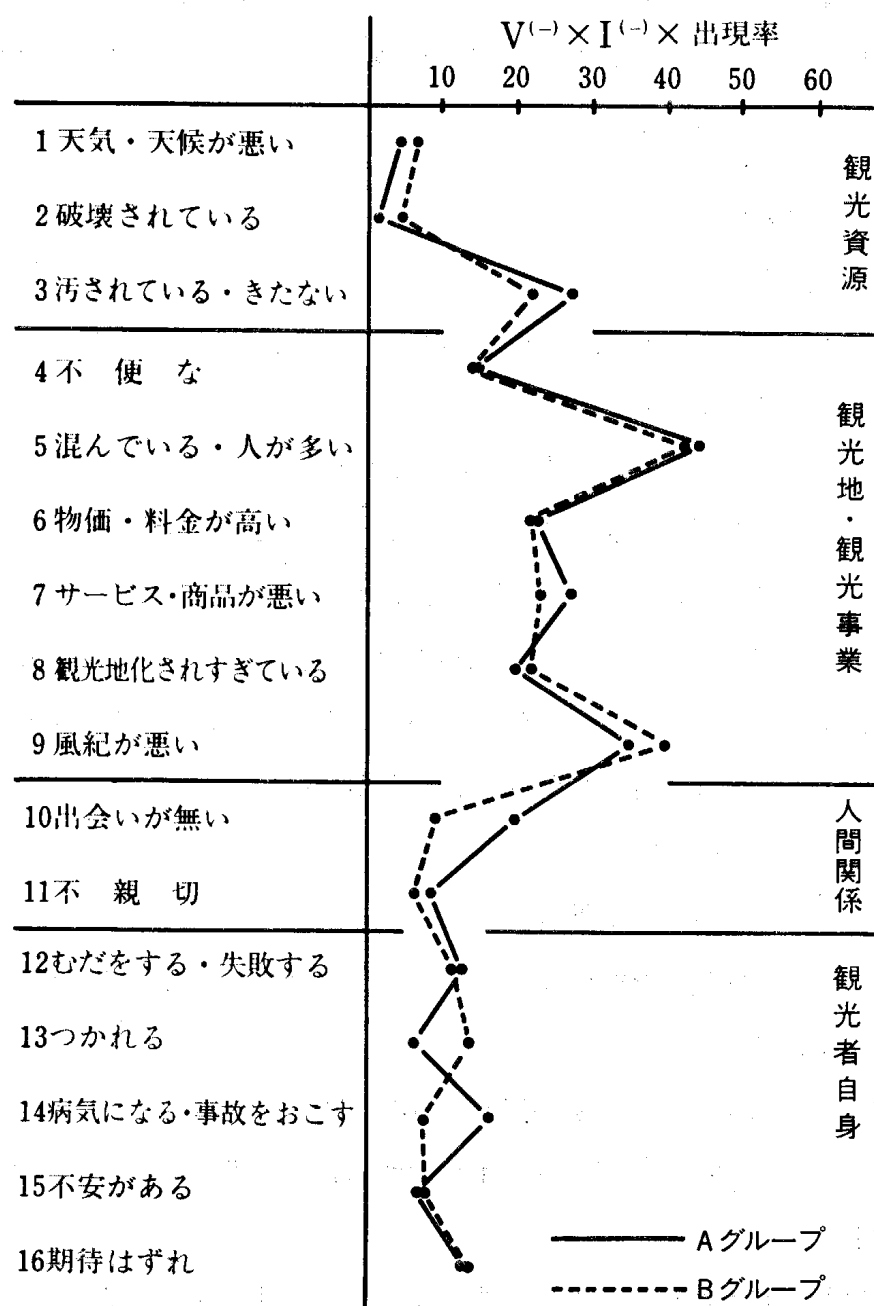 V(-)×I(-)× 出現率
10 20 30 40 50 60
1 天気・天候が悪い
2 破壊されている
3 汚されている・きたない
観光資源
4 不便な
5 混んでいる・人が多い
6 物価・料金が高い
7 サービス・商品が悪い
8 観光地化されすぎている
9 風紀が悪い
観光地・観光事業
10 出会いが無い
11 不親切
人間関係
12 むだをする・失敗する
13 つかれる
14 病気になる・事故をおこす
15 不安がある
16 期待はずれ
観光者自身
Aグループ
Bグループ